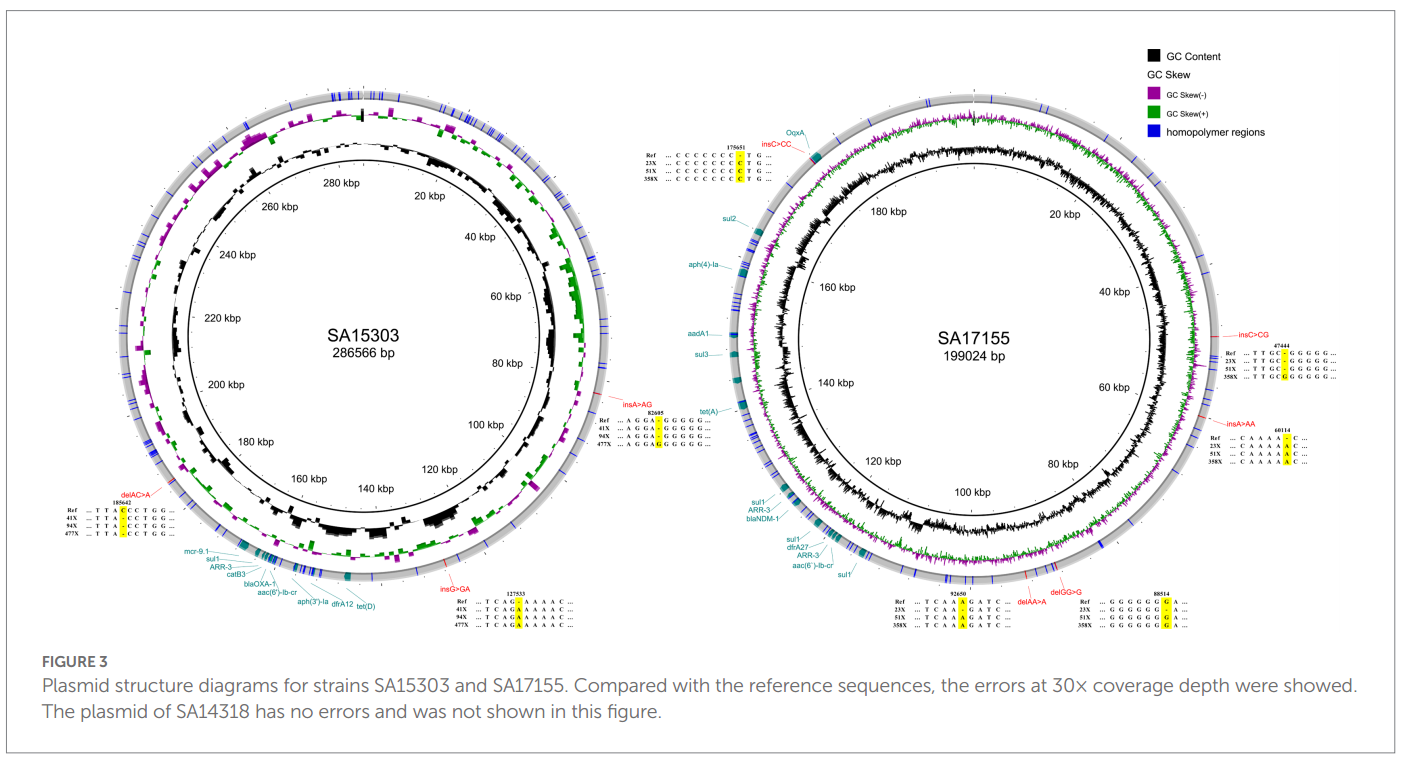 GC Content
GC Skew
GC Skew(-)
GC Skew(+)
homopolymer regions
SA15303
286566 bp
20 kbp
40 kbp
60 kbp
80 kbp
100 kbp
120 kbp
140 kbp
160 kbp
180 kbp
200 kbp
220 kbp
240 kbp
260 kbp
280 kbp
insA>AG
82605
Ref ... A G G A - G G G G G ...
41X ... A G G A - G G G G G ...
94X ... A G G A - G G G G G ...
477X ... A G G A G G G G G G ...
insG>GA
127533
Ref ... T C A G - A A A A C ...
41X ... T C A G A A A A A C ...
94X ... T C A G A A A A A C ...
477X ... T C A G A A A A A C ...
delAC>A
185642
Ref ... T T A C C C T G G ...
41X ... T T A - C C T G G ...
94X ... T T A - C C T G G ...
477X ... T T A - C C T G G ...
mcr-9.1
sul1
ARR-3
catB3
blaOXA-1
aac(6')-Ib-cr
aph(3')-Ia
dfrA12
tet(D)
SA17155
199024 bp
20 kbp
40 kbp
60 kbp
80 kbp
100 kbp
120 kbp
140 kbp
160 kbp
180 kbp
OqxA
insC>CC
175651
Ref ... C C C C C C C - T G ...
23X ... C C C C C C C C T G ...
51X ... C C C C C C C C T G ...
358X ... C C C C C C C C T G ...
sul2
aph(4)-Ia
aadA1
sul3
tet(A)
sul1
ARR-3
blaNDM-1
sul1
dfrA27
ARR-3
aac(6')-Ib-cr
sul1
insC>CG
47444
Ref ... T T G C - G G G G G ...
23X ... T T G C - G G G G G ...
51X ... T T G C - G G G G G ...
358X ... T T G C G G G G G G ...
insA>AA
60114
Ref ... C A A A A - C ...
23X ... C A A A A A C ...
51X ... C A A A A A C ...
358X ... C A A A A A C ...
delAA>A
92650
Ref ... T C A A A G A T C ...
23X ... T C A A - G A T C ...
51X ... T C A A A G A T C ...
358X ... T C A A A G A T C ...
delGG>G
88514
Ref ... G G G G G G G A ...
23X ... G G G G G G - A ...
51X ... G G G G G G G A ...
358X ... G G G G G G G A ...
FIGURE 3
Plasmid structure diagrams for strains SA15303 and SA17155. Compared with the reference sequences, the errors at 30× coverage depth were showed.
The plasmid of SA14318 has no errors and was not shown in this figure.